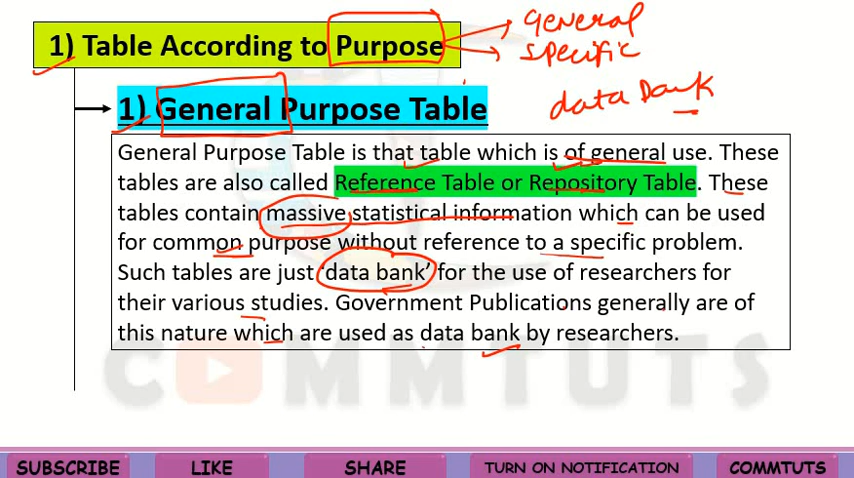 1) Table According to Purpose
general
specific
data Bank
1) General Purpose Table
General Purpose Table is that table which is of general use. These
tables are also called Reference Table or Repository Table. These
tables contain massive statistical information which can be used
for common purpose without reference to a specific problem.
Such tables are just ‘data bank’ for the use of researchers for
their various studies. Government Publications generally are of
this nature which are used as data bank by researchers.
COMMTUTS
SUBSCRIBE
LIKE
SHARE
TURN ON NOTIFICATION
COMMTUTS